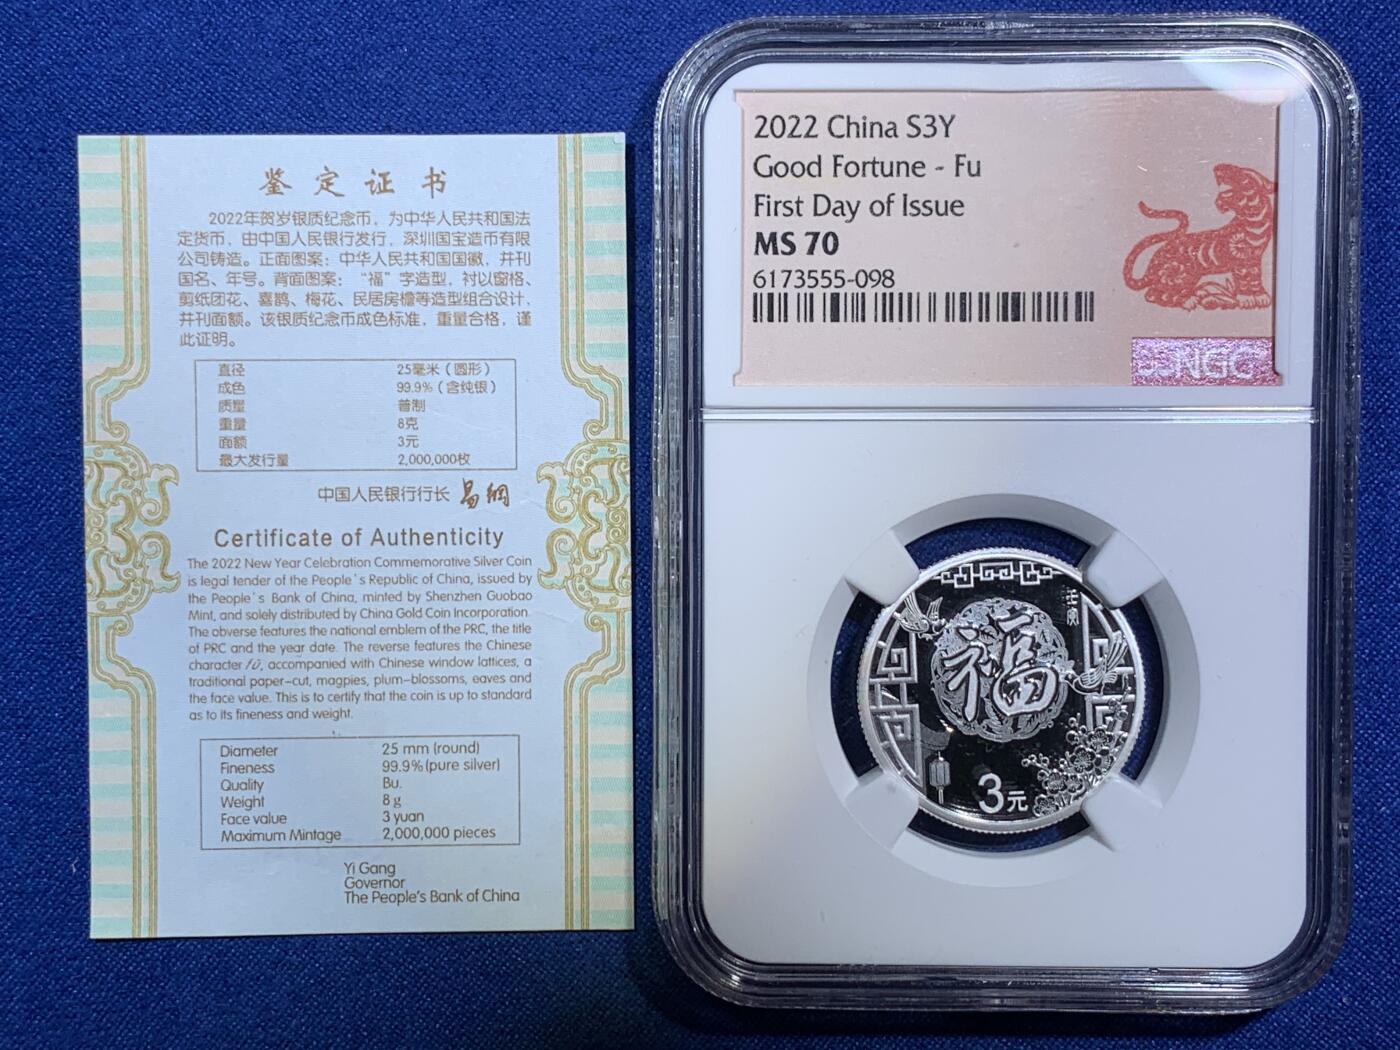 鉴定证书
2022年贺岁银质纪念币，为中华人民共和国法
定货币，由中国人民银行发行，深圳国宝造币有限
公司铸造。正面图案：中华人民共和国国徽，并刊
国名、年号。背面图案：“福”字造型，衬以窗格、
剪纸团花、喜鹊、梅花、民居房檐等造型组合设计，
并刊面额。该银质纪念币成色标准，重量合格，谨
此证明。
直径 25毫米（圆形）
成色 99.9%（含纯银）
质量 普制
重量 8克
面额 3元
最大发行量 2,000,000枚
中国人民银行行长 易纲
Certificate of Authenticity
The 2022 New Year Celebration Commemorative Silver Coin
is legal tender of the People's Republic of China, issued by
the People's Bank of China, minted by Shenzhen Guobao
Mint, and solely distributed by China Gold Coin Incorporation.
The obverse features the national emblem of the PRC, the title
of PRC and the year date. The reverse features the Chinese
character fú, accompanied with Chinese window lattices, a
traditional paper-cut, magpies, plum-blossoms, eaves and
the face value. This is to certify that the coin is up to standard
as to its fineness and weight.
Diameter 25 mm (round)
Fineness 99.9% (pure silver)
Quality Bu.
Weight 8 g
Face value 3 yuan
Maximum Mintage 2,000,000 pieces
Yi Gang
Governor
The People's Bank of China
2022 China S3Y
Good Fortune - Fu
First Day of Issue
MS 70
6173555-098
NGC
壬寅
福
3元